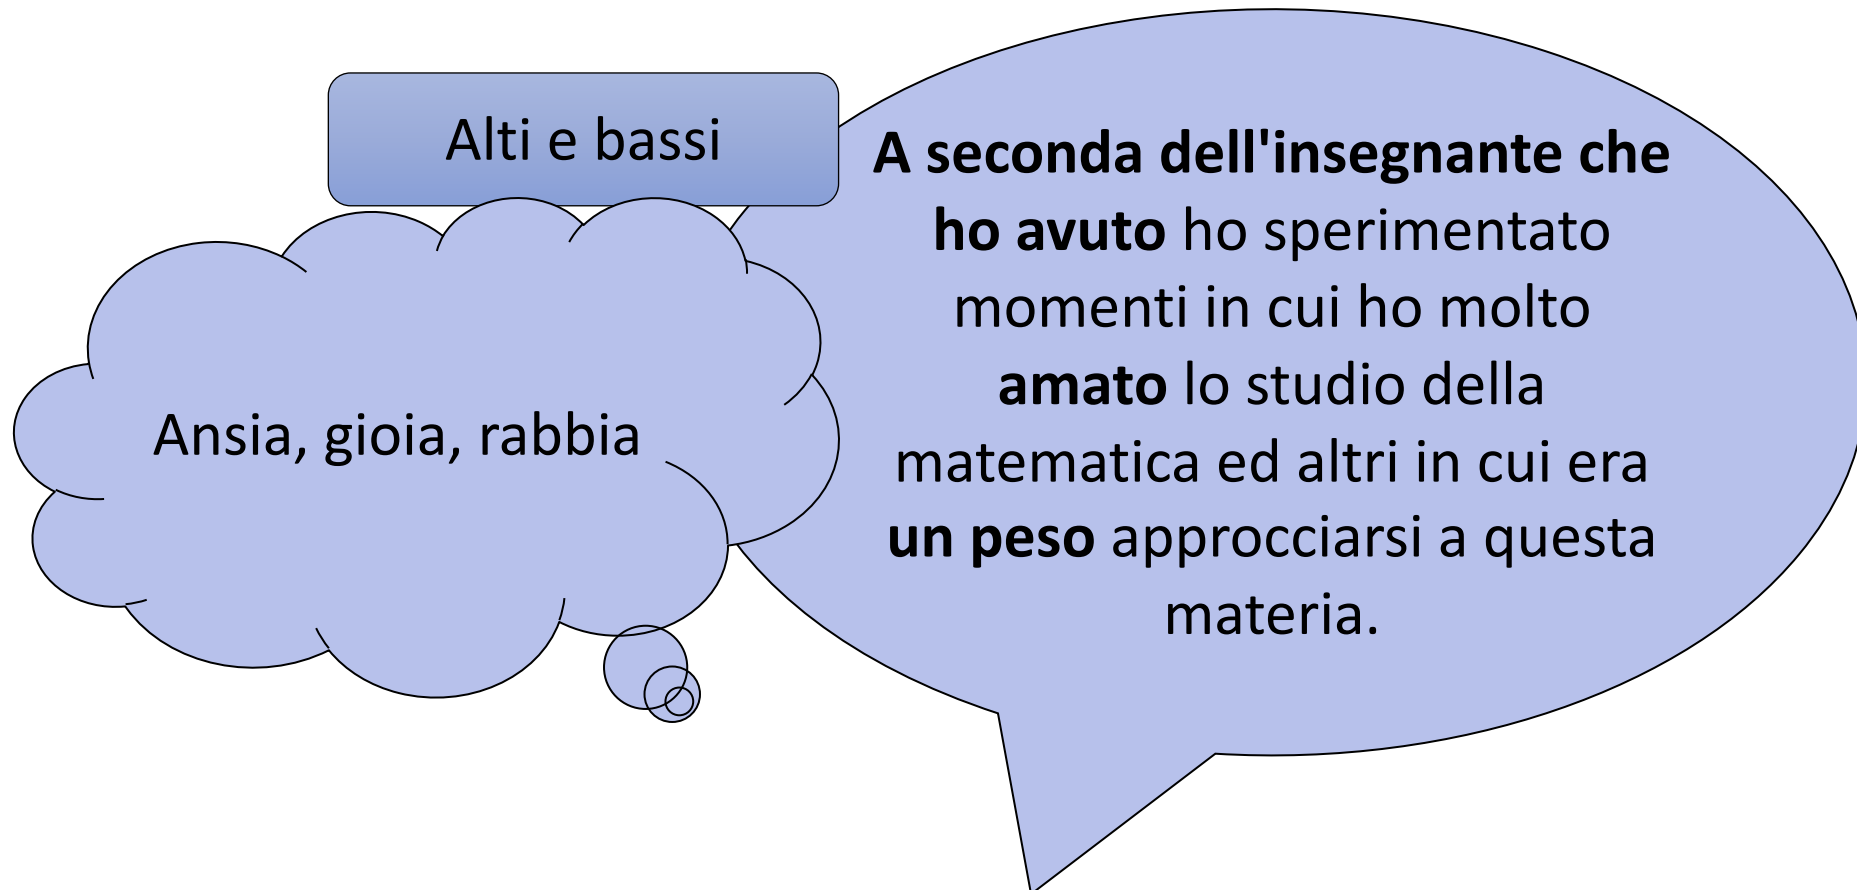 Alti e bassi
Ansia, gioia, rabbia
A seconda dell'insegnante che
ho avuto ho sperimentato
momenti in cui ho molto
amato lo studio della
matematica ed altri in cui era
un peso approcciarsi a questa
materia.